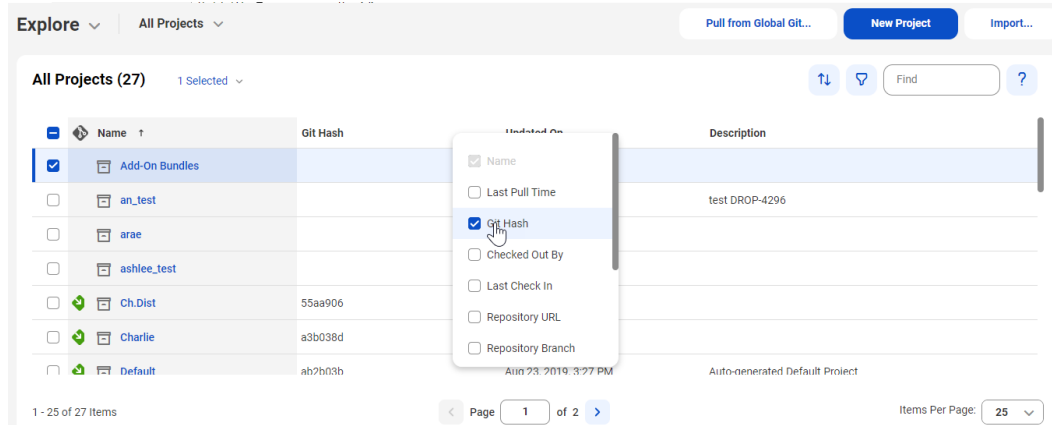 Explore All Projects Pull from Global Git... New Project Import...
All Projects (27) 1 Selected Find ?
Name ↑ Git Hash Updated On Description
Add-On Bundles
an_test test DROP-4296
arae
ashlee_test
Ch.Dist 55aa906
Charlie a3b038d
Default ab2b03b Aug 23, 2019, 3:27 PM Auto-generated Default Project
Name
Last Pull Time
Git Hash
Checked Out By
Last Check In
Repository URL
Repository Branch
1 - 25 of 27 Items Page 1 of 2 Items Per Page: 25